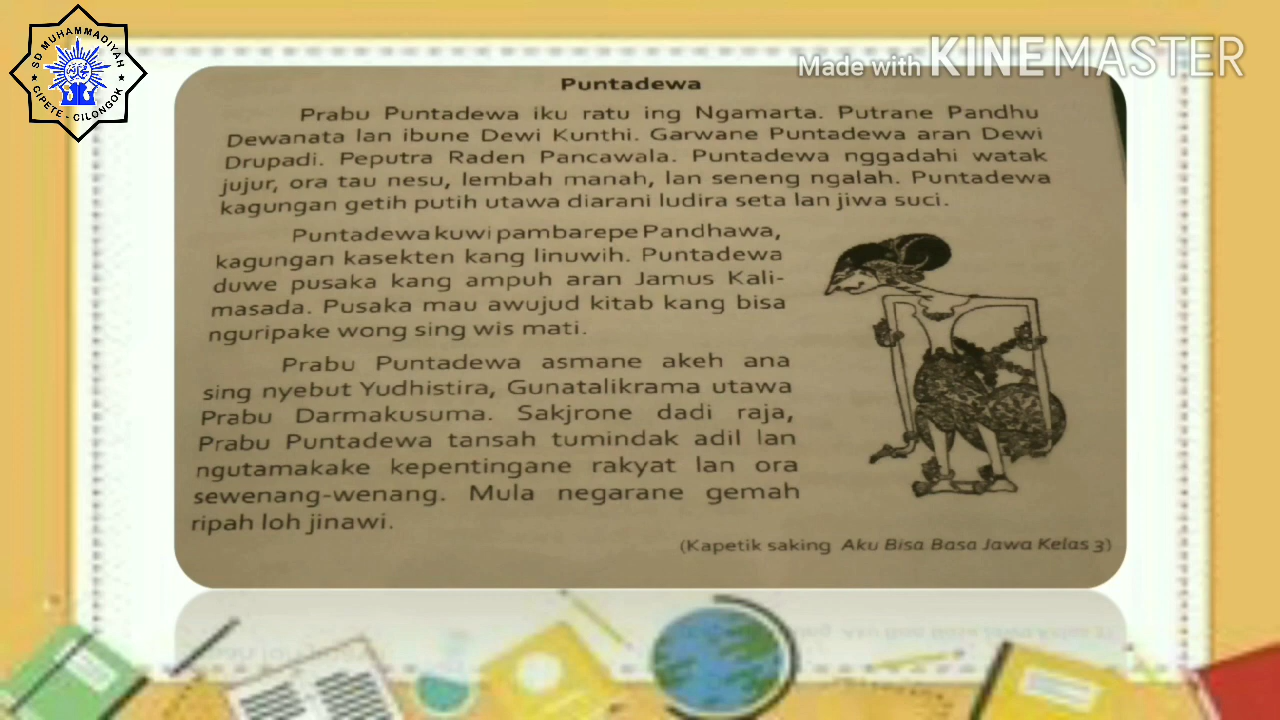 SD MUHAMMADIYAH
CIPETE - CILONGOK
Made with KINEMASTER
Puntadewa
Prabu Puntadewa iku ratu ing Ngamarta. Putrane Pandhu
Dewanata lan ibune Dewi Kunthi. Garwane Puntadewa aran Dewi
Drupadi. Peputra Raden Pancawala. Puntadewa nggadahi watak
jujur, ora tau nesu, lembah manah, lan seneng ngalah. Puntadewa
kagungan getih putih utawa diarani ludira seta lan jiwa suci.
Puntadewa kuwi pambarepe Pandhawa,
kagungan kasekten kang linuwih. Puntadewa
duwe pusaka kang ampuh aran Jamus Kali-
masada. Pusaka mau awujud kitab kang bisa
nguripake wong sing wis mati.
Prabu Puntadewa asmane akeh ana
sing nyebut Yudhistira, Gunatalikrama utawa
Prabu Darmakusuma. Sakjrone dadi raja,
Prabu Puntadewa tansah tumindak adil lan
ngutamakake kepentingane rakyat lan ora
sewenang-wenang. Mula negarane gemah
ripah loh jinawi.
(Kapetik saking Aku Bisa Basa Jawa Kelas 3)